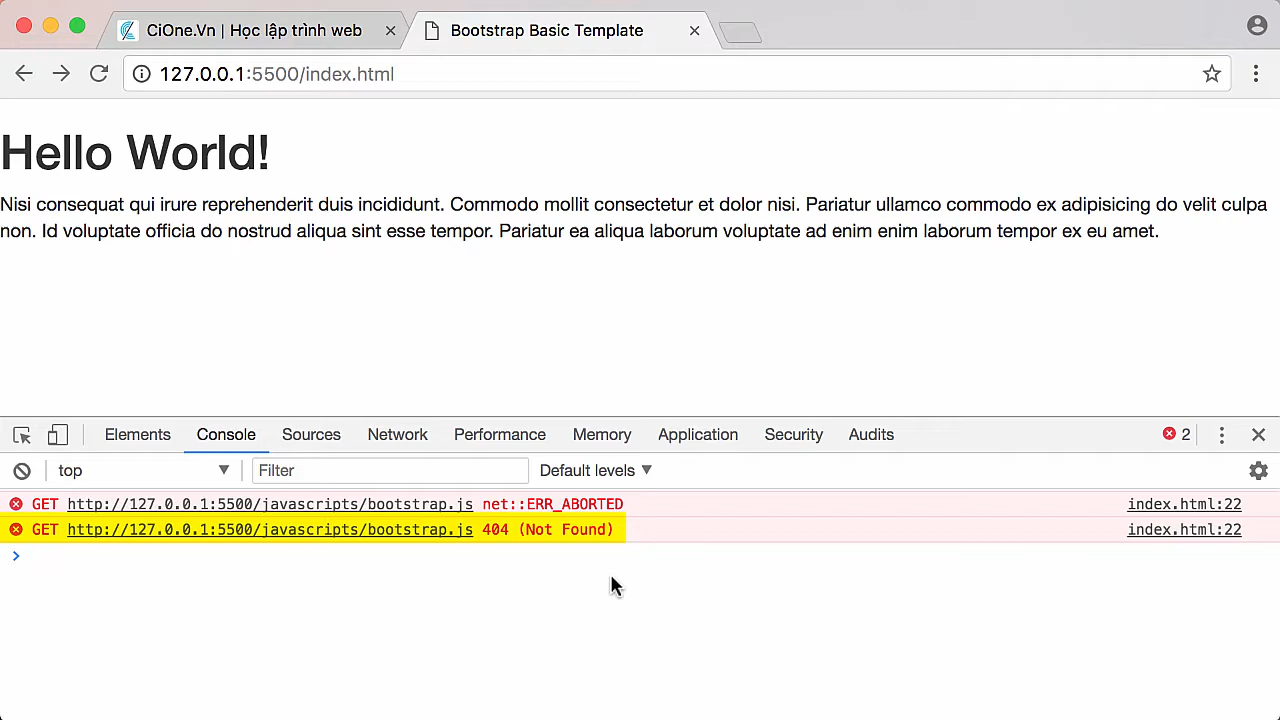 CiOne.Vn | Học lập trình web
Bootstrap Basic Template
127.0.0.1:5500/index.html
Hello World!
Nisi consequat qui irure reprehenderit duis incididunt. Commodo mollit consectetur et dolor nisi. Pariatur ullamco commodo ex adipisicing do velit culpa
non. Id voluptate officia do nostrud aliqua sint esse tempor. Pariatur ea aliqua laborum voluptate ad enim enim laborum tempor ex eu amet.
Elements Console Sources Network Performance Memory Application Security Audits 2
top Filter Default levels
GET http://127.0.0.1:5500/javascripts/bootstrap.js net::ERR_ABORTED index.html:22
GET http://127.0.0.1:5500/javascripts/bootstrap.js 404 (Not Found) index.html:22